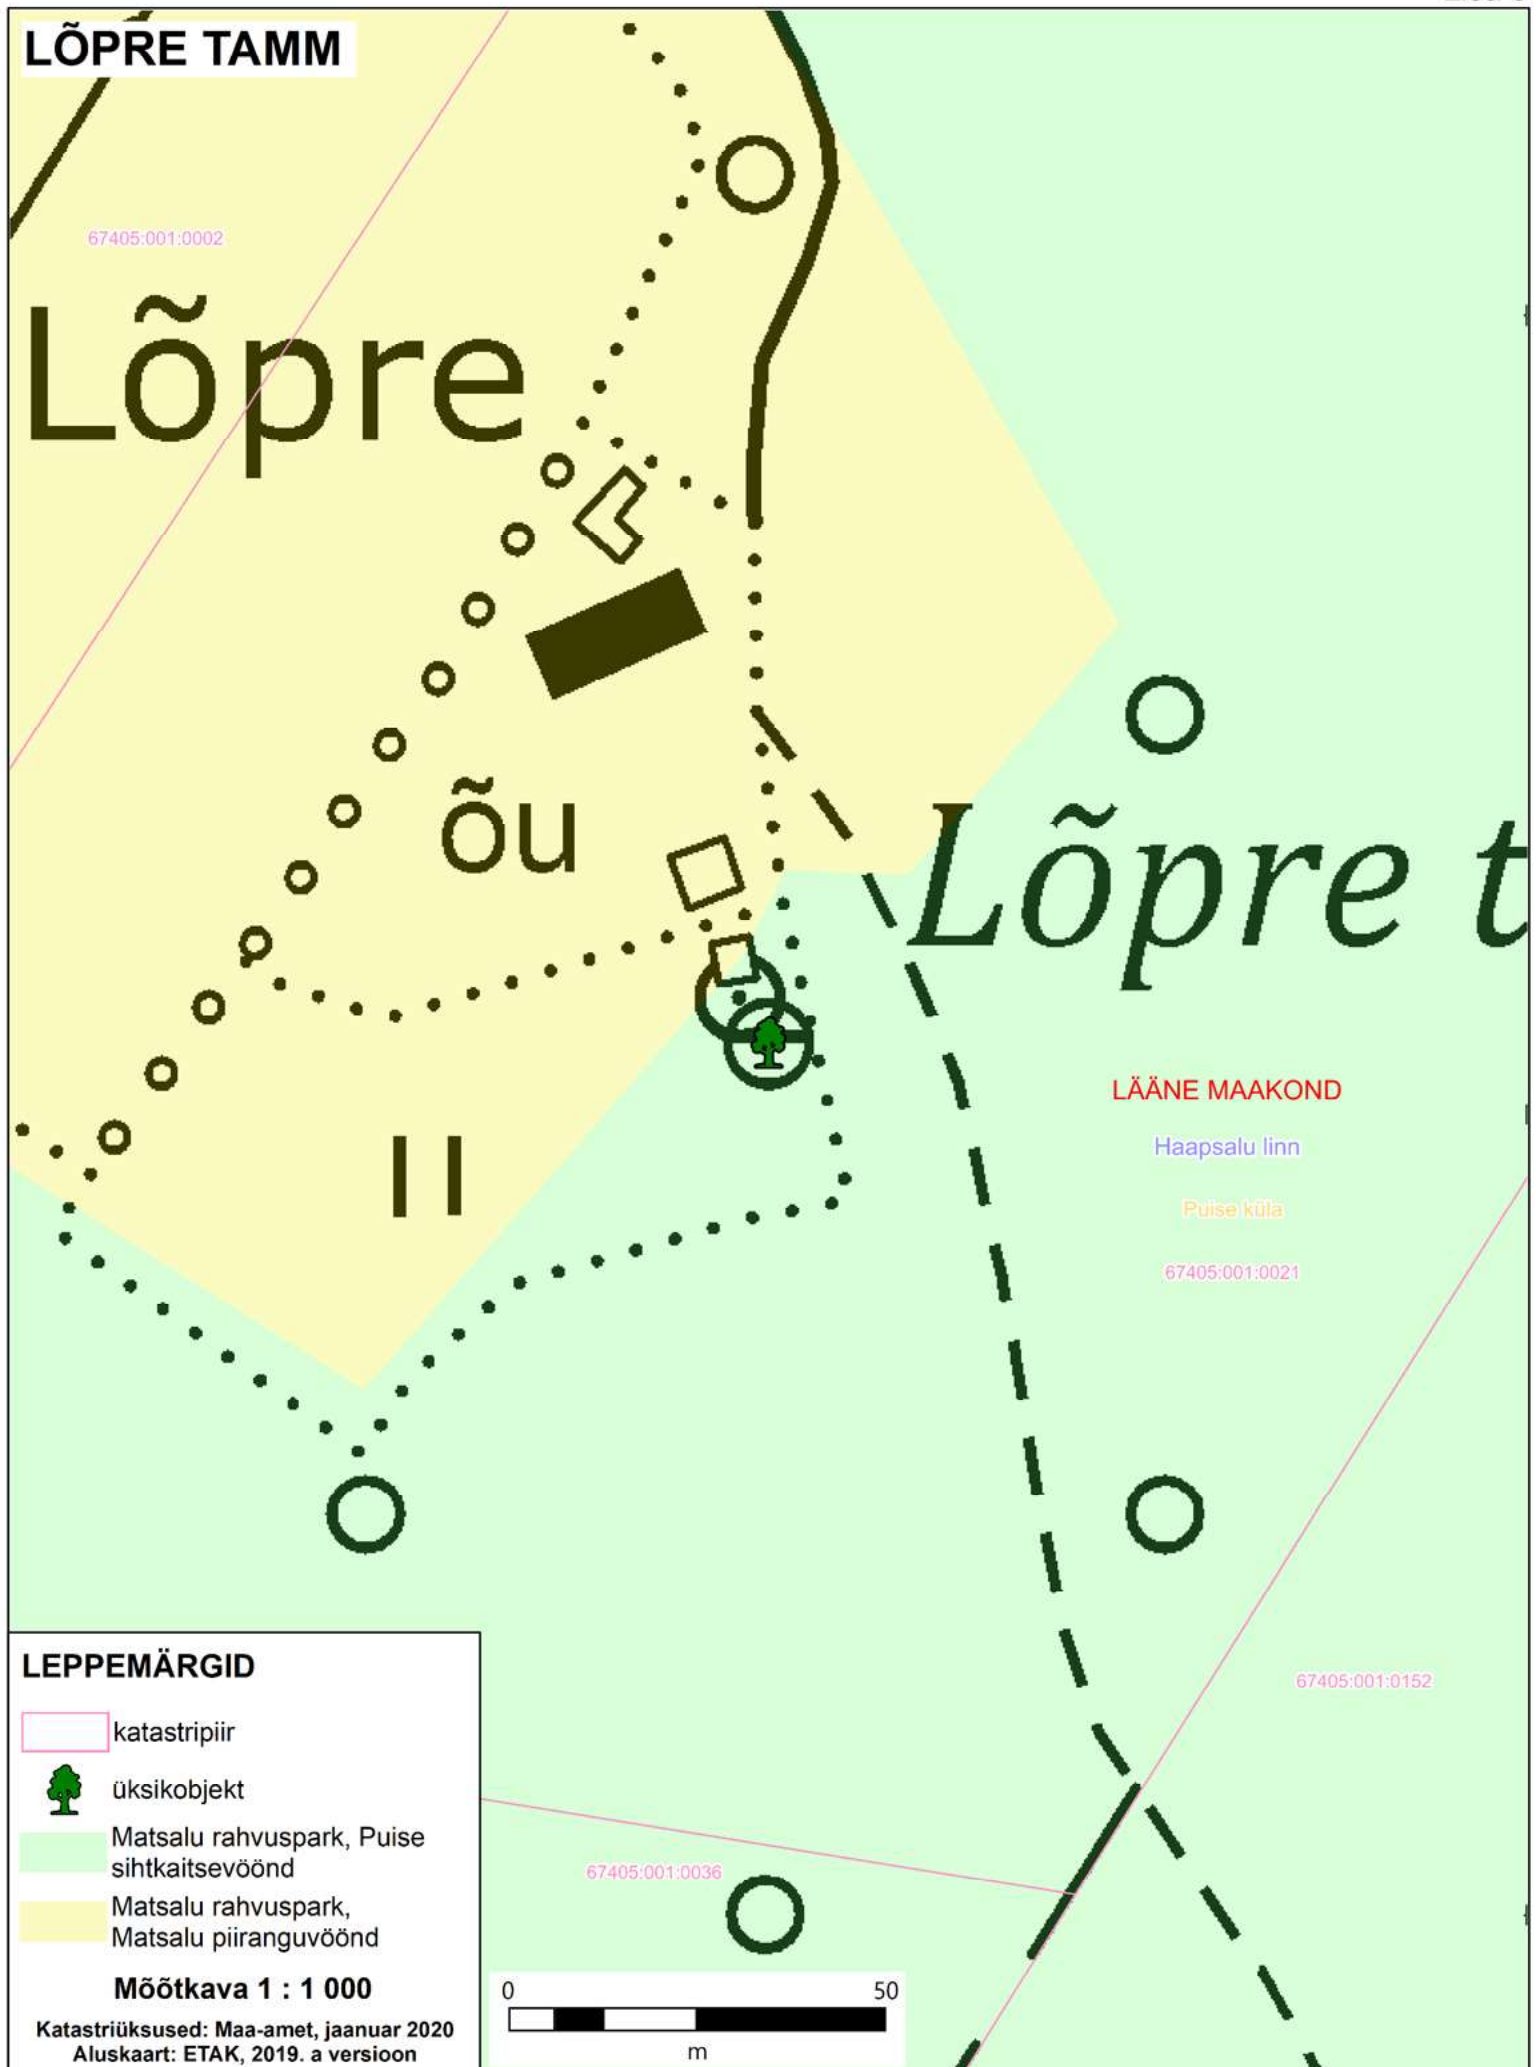 LÕPRE TAMM
67405:001:0002
Lõpre
õu
Lõpre t
LÄÄNE MAAKOND
Haapsalu linn
Puise küla
67405:001:0021
67405:001:0152
67405:001:0036
LEPPEMÄRGID
katastripiir
üksikobjekt
Matsalu rahvuspark, Puise
sihtkaitsevöönd
Matsalu rahvuspark,
Matsalu piiranguvöönd
Mõõtkava 1 : 1 000
Katastriüksused: Maa-amet, jaanuar 2020
Aluskaart: ETAK, 2019. a versioon
0 50
m